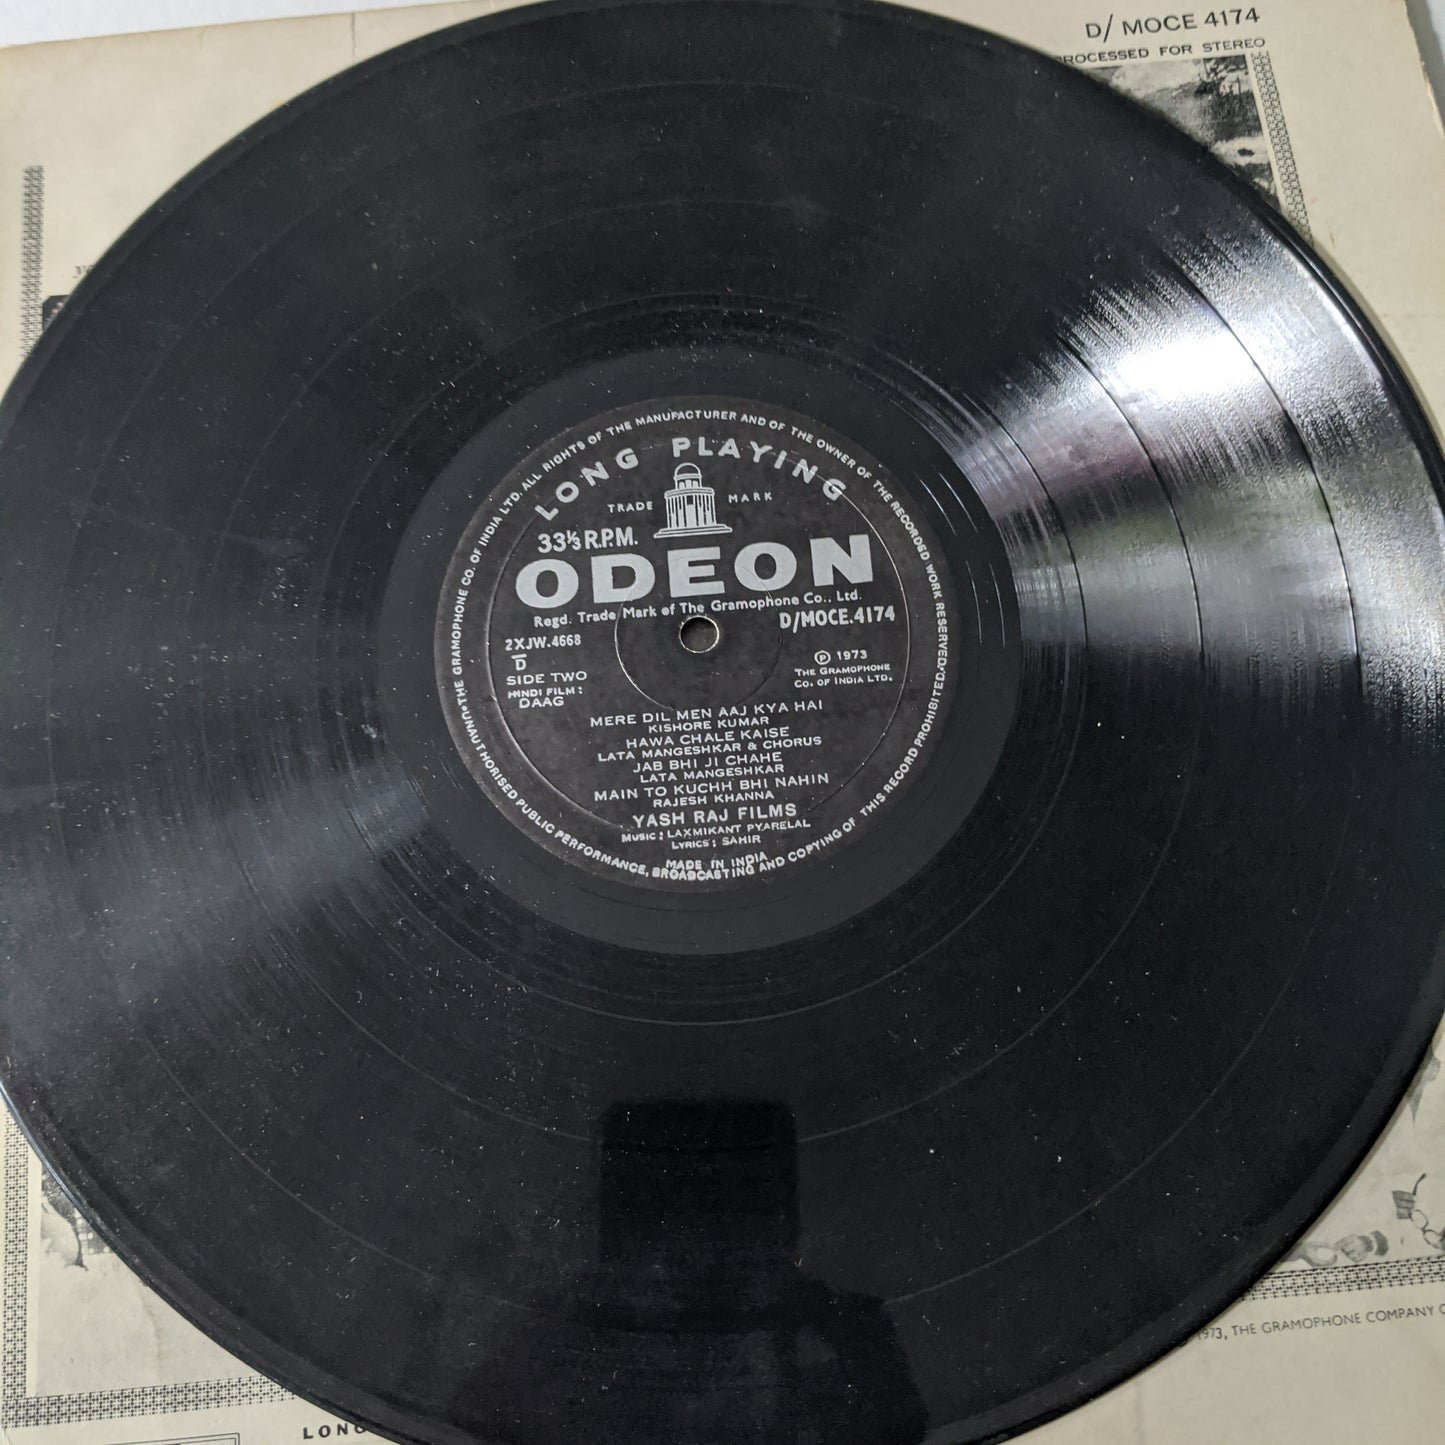 D/ MOCE 4174
PROCESSED FOR STEREO
THE GRAMOPHONE CO. OF INDIA LTD. ALL RIGHTS OF THE MANUFACTURER AND OF THE OWNER OF THE RECORDED WORK RESERVED. UNAUTHORISED PUBLIC PERFORMANCE, BROADCASTING AND COPYING OF THIS RECORD PROHIBITED.
LONG PLAYING
TRADE MARK
33⅓ R.P.M.
ODEON
Regd. Trade Mark of The Gramophone Co., Ltd.
D/MOCE.4174
2XJW.4668
D
SIDE TWO
HINDI FILM:
DAAG
Ⓟ 1973
THE GRAMOPHONE
CO. OF INDIA LTD.
MERE DIL MEN AAJ KYA HAI
KISHORE KUMAR
HAWA CHALE KAISE
LATA MANGESHKAR & CHORUS
JAB BHI JI CHAHE
LATA MANGESHKAR
MAIN TO KUCHH BHI NAHIN
RAJESH KHANNA
YASH RAJ FILMS
MUSIC: LAXMIKANT PYARELAL
LYRICS: SAHIR
MADE IN INDIA
1973, THE GRAMOPHONE COMPANY
LONG